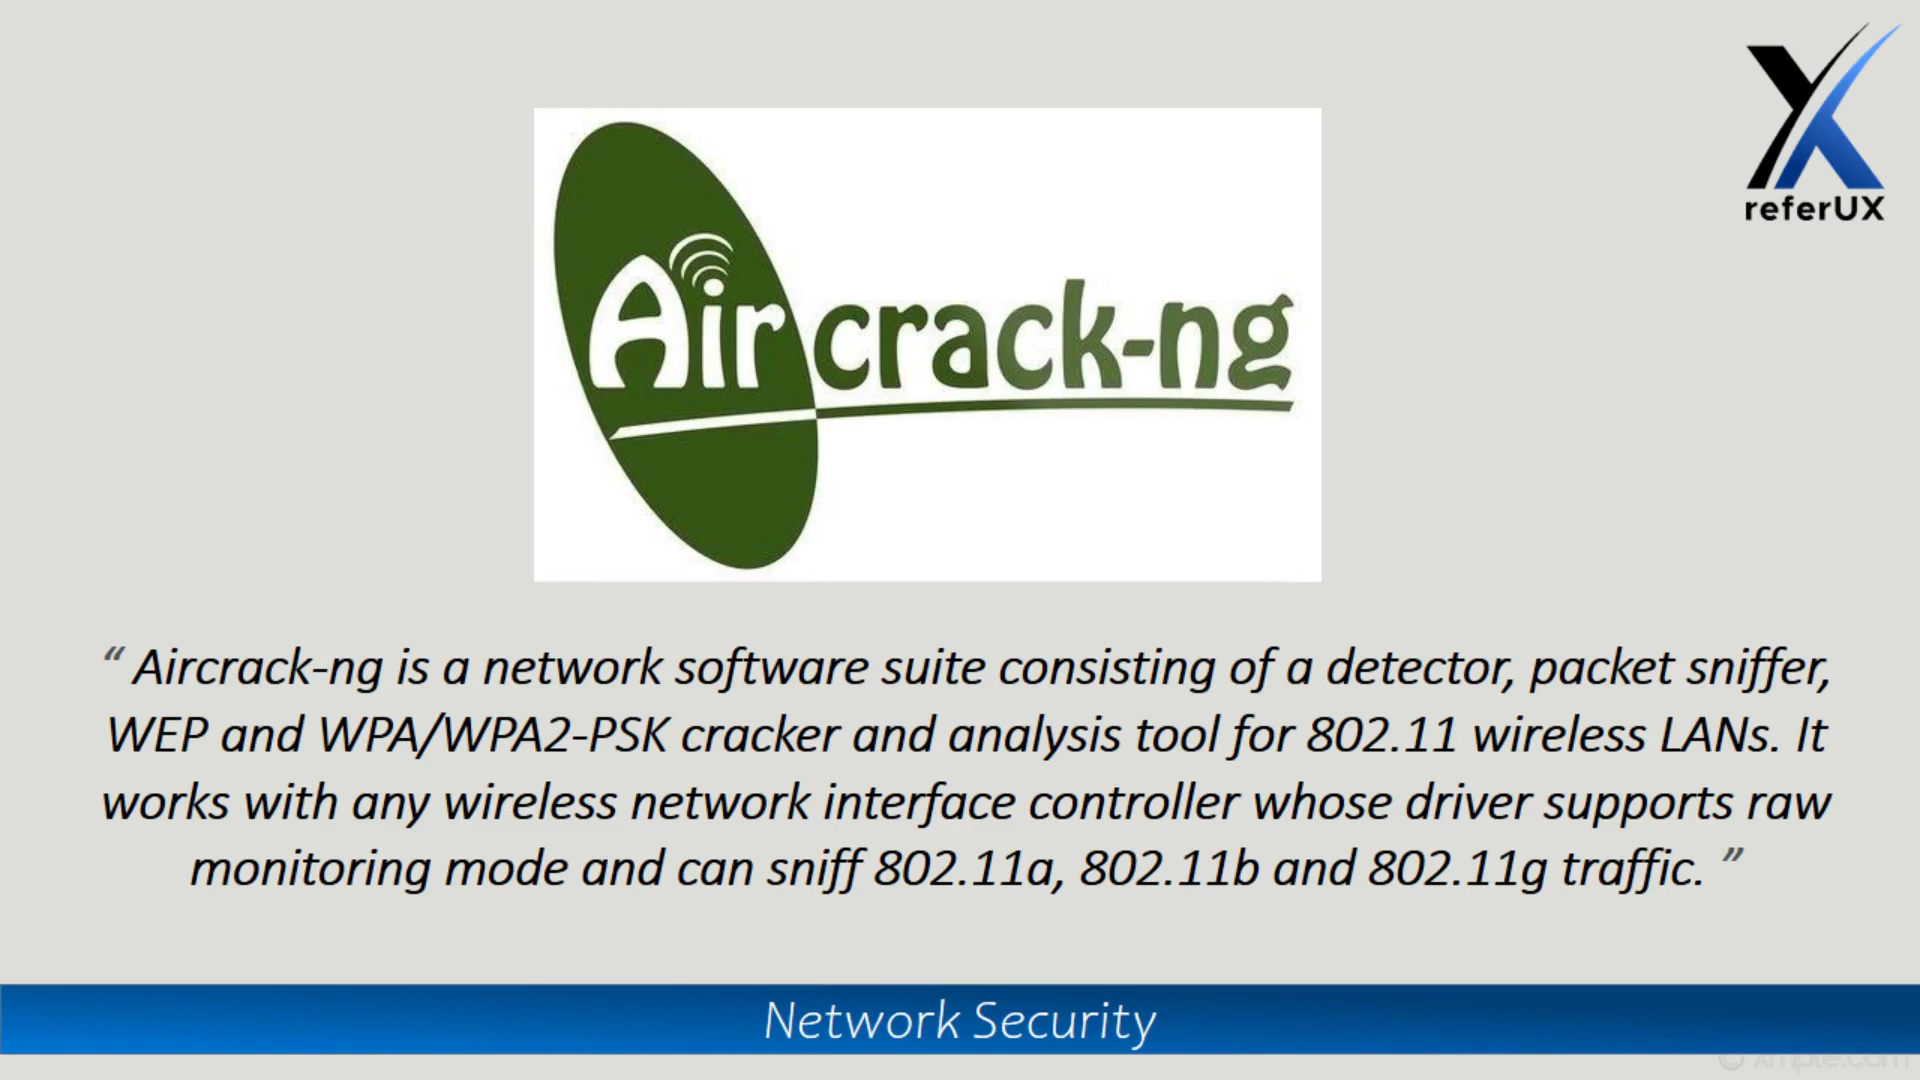 referUX
Aircrack-ng
“ Aircrack-ng is a network software suite consisting of a detector, packet sniffer,
WEP and WPA/WPA2-PSK cracker and analysis tool for 802.11 wireless LANs. It
works with any wireless network interface controller whose driver supports raw
monitoring mode and can sniff 802.11a, 802.11b and 802.11g traffic. ”
Network Security